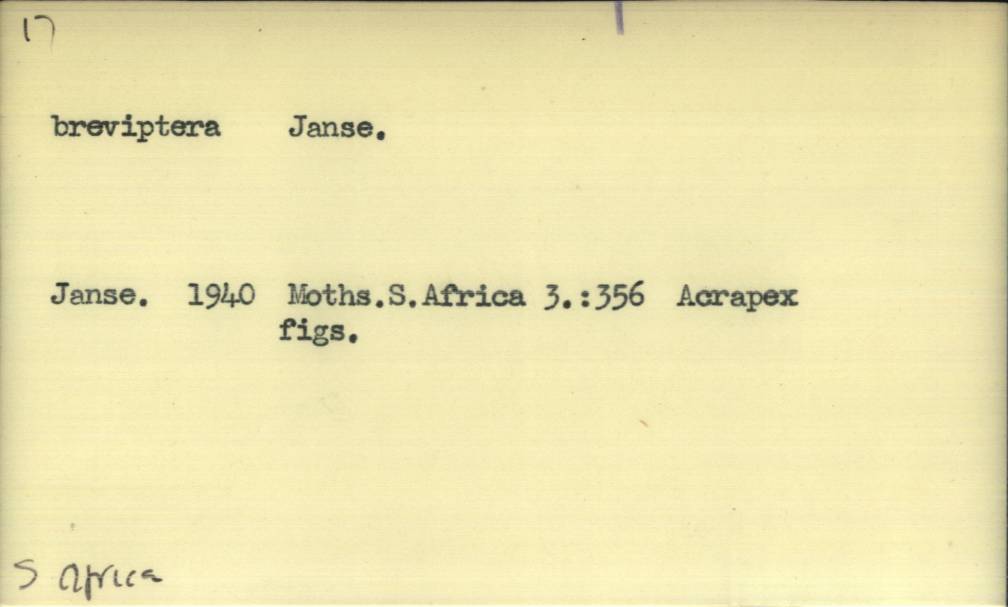 17
breviptera Janse.
Janse. 1940 Moths.S.Africa 3.:356 Acrapex
figs.
S Africa